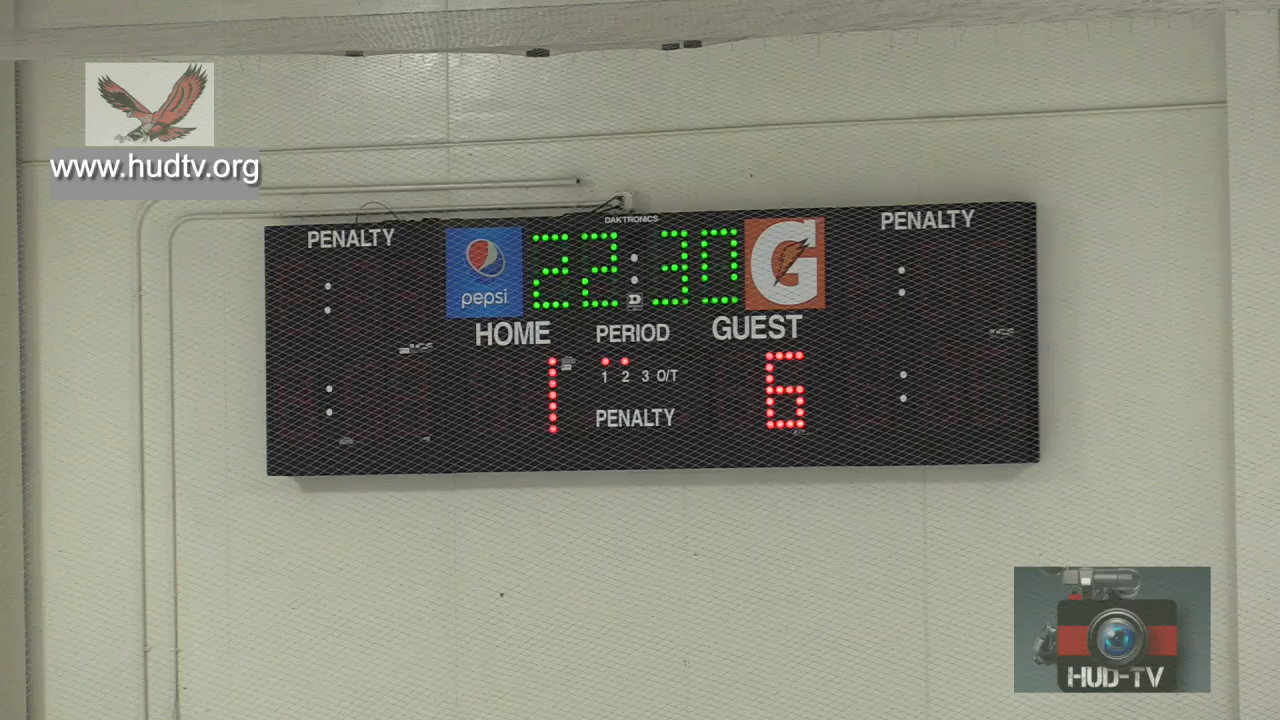 www.hudtv.org
DAKTRONICS
PENALTY
PENALTY
pepsi
22:30
G
HOME
PERIOD
GUEST
1
6
1 2 3 O/T
PENALTY
HUD-TV